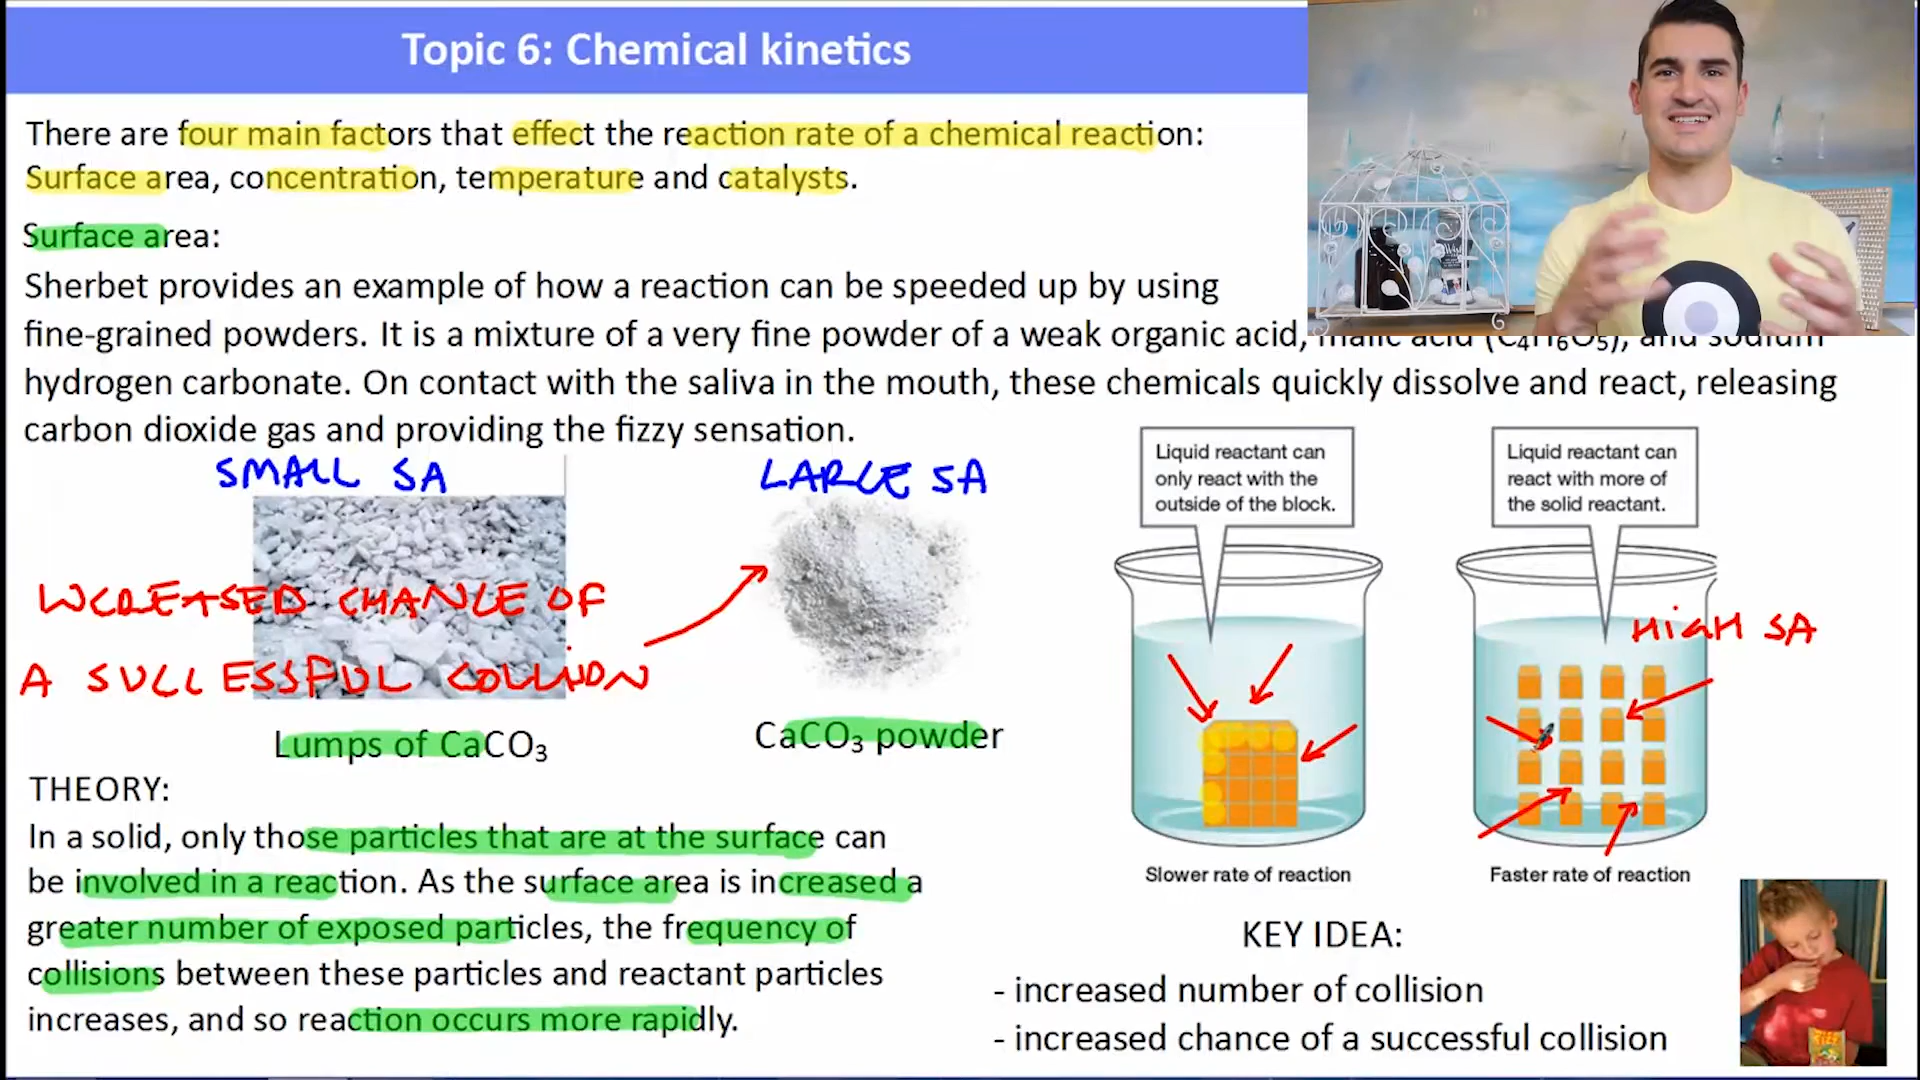 Topic 6: Chemical kinetics
There are four main factors that effect the reaction rate of a chemical reaction:
Surface area, concentration, temperature and catalysts.
Surface area:
Sherbet provides an example of how a reaction can be speeded up by using
fine-grained powders. It is a mixture of a very fine powder of a weak organic acid, malic acid (C₄H₆O₅), and sodium
hydrogen carbonate. On contact with the saliva in the mouth, these chemicals quickly dissolve and react, releasing
carbon dioxide gas and providing the fizzy sensation.
SMALL SA
LARGE SA
INCREASED CHANCE OF
A SUCCESSFUL COLLISION
Lumps of CaCO₃
CaCO₃ powder
Liquid reactant can
only react with the
outside of the block.
Liquid reactant can
react with more of
the solid reactant.
HIGH SA
Slower rate of reaction
Faster rate of reaction
THEORY:
In a solid, only those particles that are at the surface can
be involved in a reaction. As the surface area is increased a
greater number of exposed particles, the frequency of
collisions between these particles and reactant particles
increases, and so reaction occurs more rapidly.
KEY IDEA:
- increased number of collision
- increased chance of a successful collision